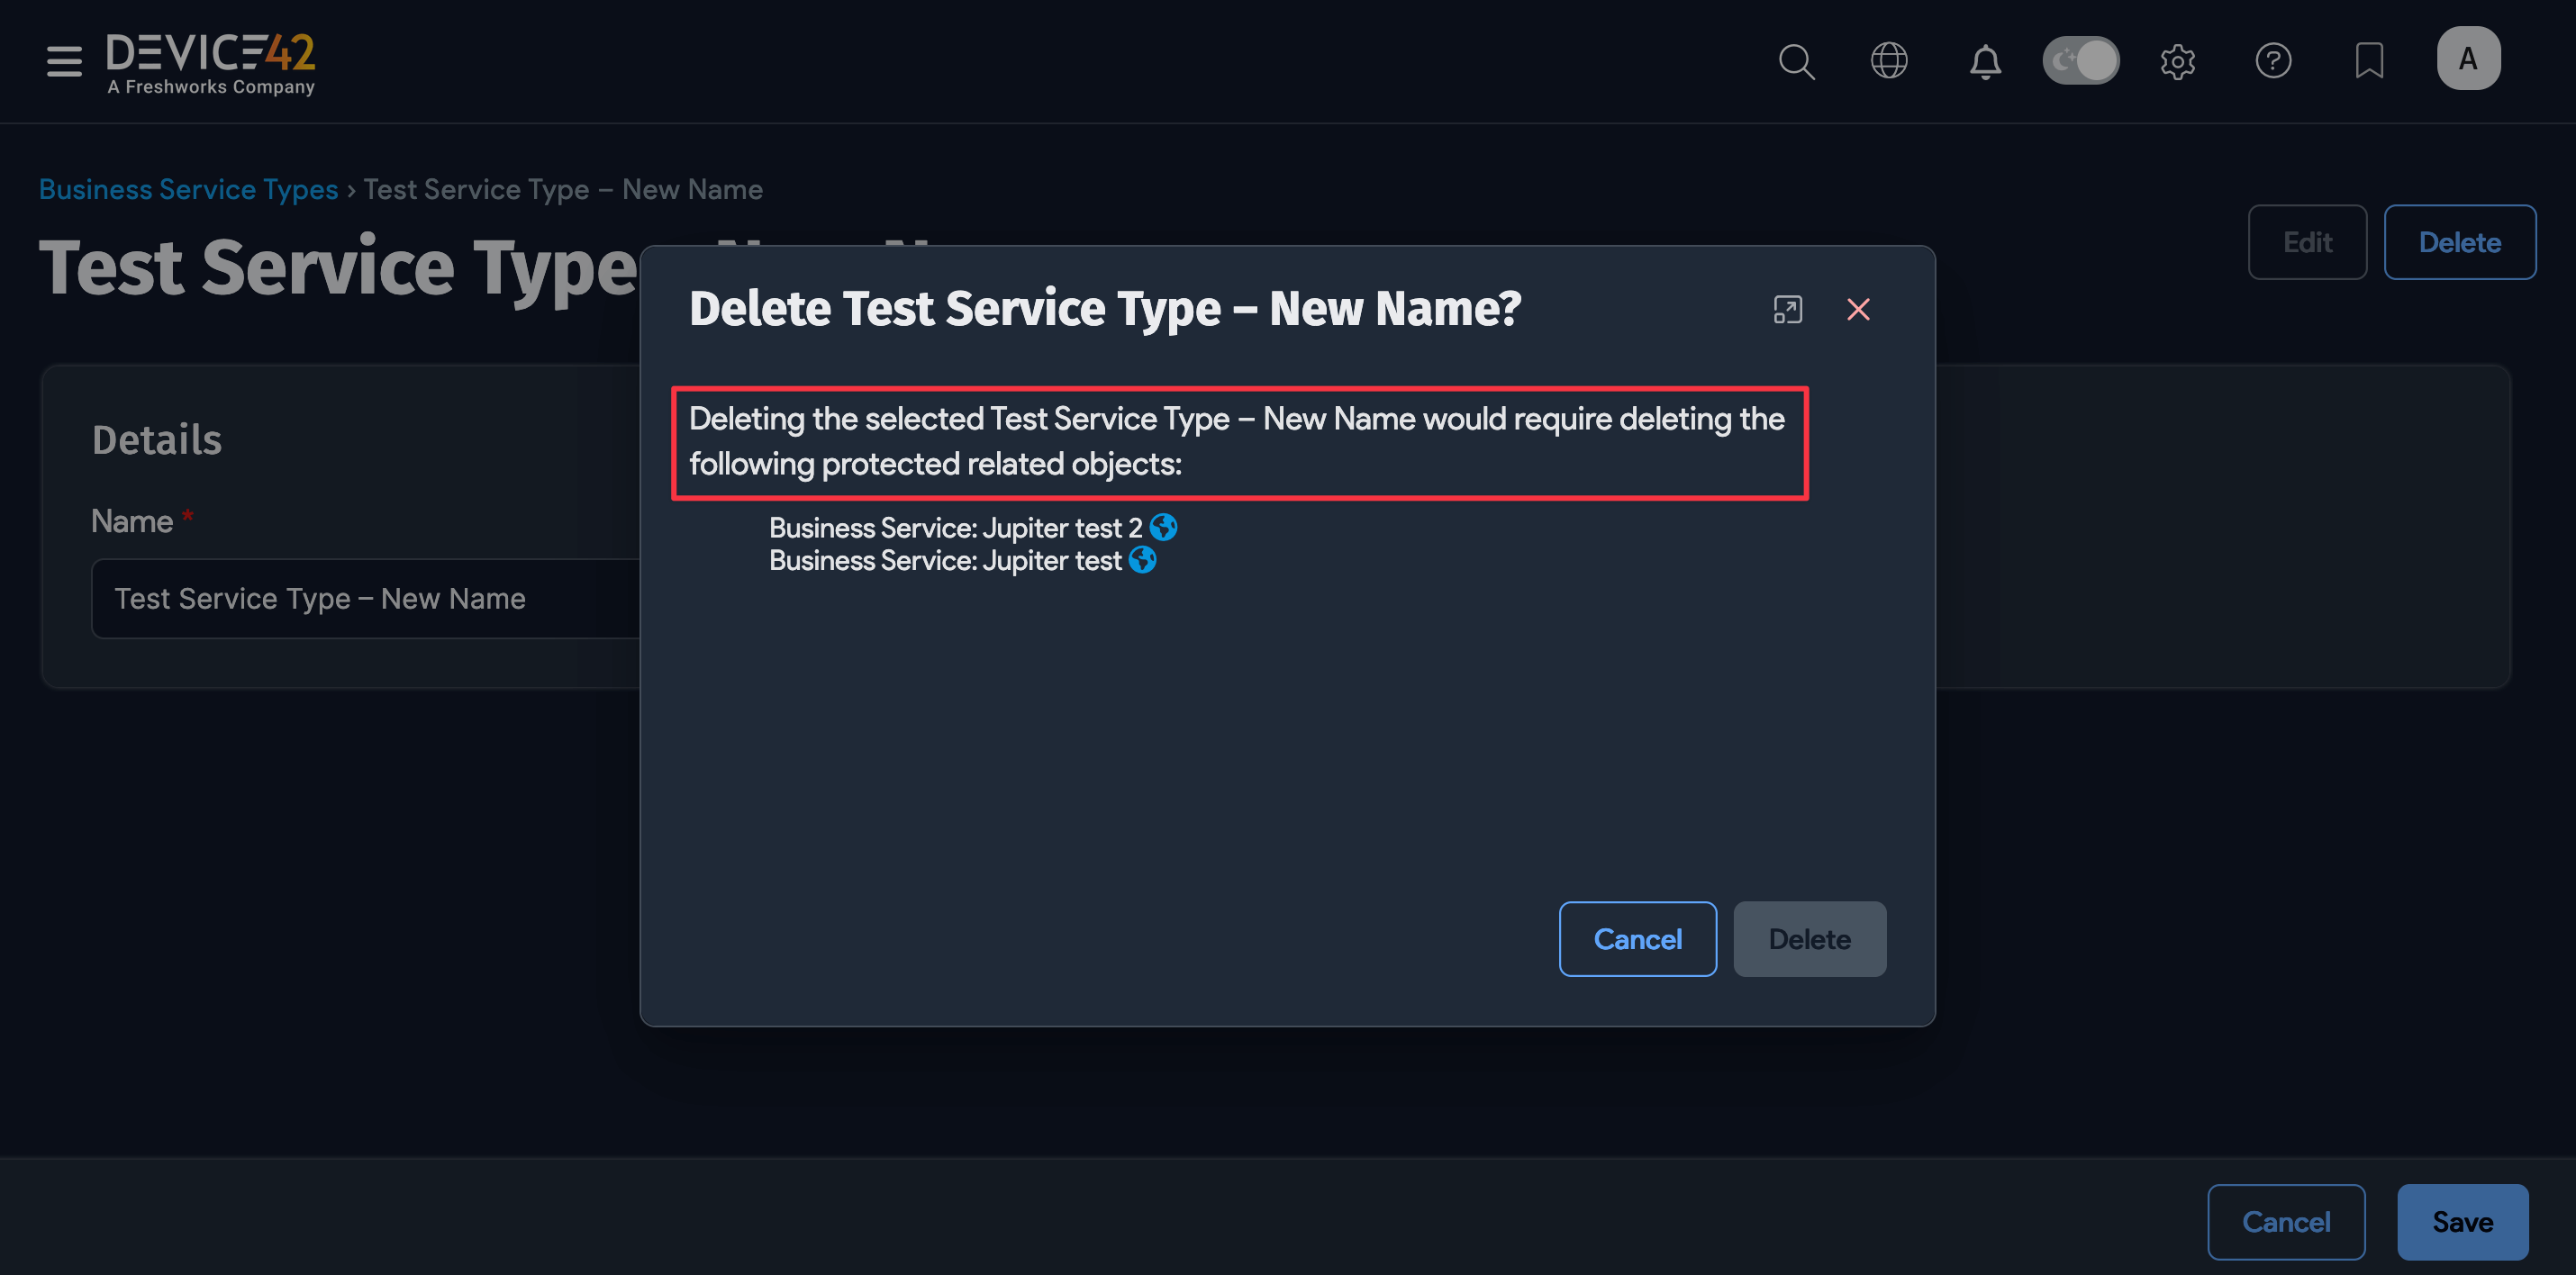 DEVICE42
A Freshworks Company
A
Business Service Types › Test Service Type – New Name
Test Service Type
Edit
Delete
Delete Test Service Type – New Name?
Deleting the selected Test Service Type – New Name would require deleting the
following protected related objects:
Details
Name *
Business Service: Jupiter test 2
Business Service: Jupiter test
Test Service Type – New Name
Cancel
Delete
Cancel
Save